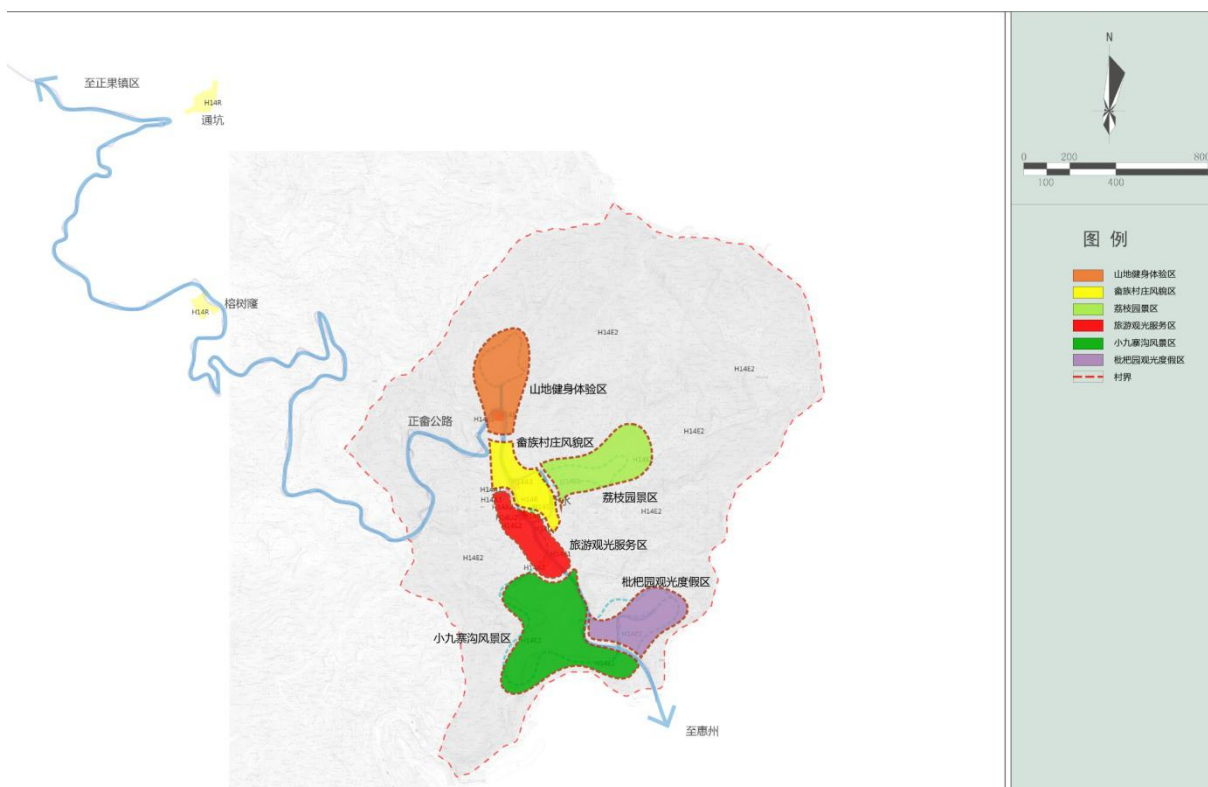 至正果镇区
H14R
通坑
榕树窿
H14R
正畲公路
H14E2
H14E2
H14E2
H14E2
H14E2
山地健身体验区
畲族村庄风貌区
荔枝园景区
旅游观光服务区
枇杷园观光度假区
小九寨沟风景区
至惠州
N
0
200
800
100
400
图例
山地健身体验区
畲族村庄风貌区
荔枝园景区
旅游观光服务区
小九寨沟风景区
枇杷园观光度假区
村界